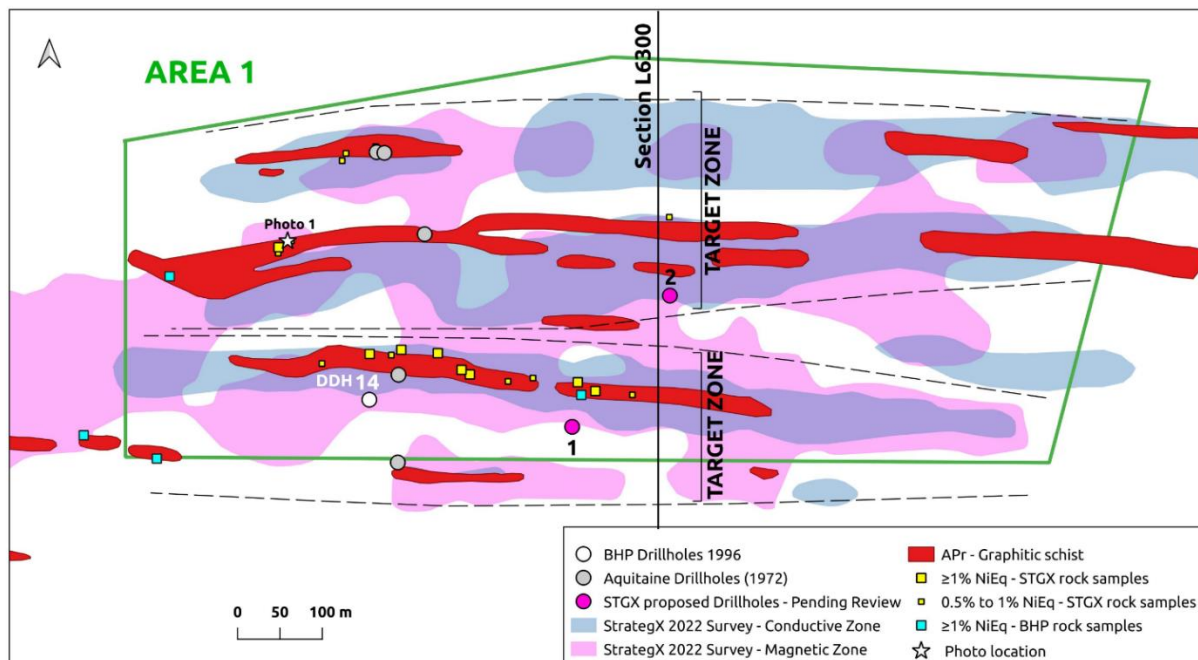 AREA 1
Section L6300
TARGET ZONE
Photo 1
2
DDH 14
1
TARGET ZONE
0 50 100 m
BHP Drillholes 1996
Aquitaine Drillholes (1972)
STGX proposed Drillholes - Pending Review
StrategX 2022 Survey - Conductive Zone
StrategX 2022 Survey - Magnetic Zone
APr - Graphitic schist
≥1% NiEq - STGX rock samples
0.5% to 1% NiEq - STGX rock samples
≥1% NiEq - BHP rock samples
Photo location